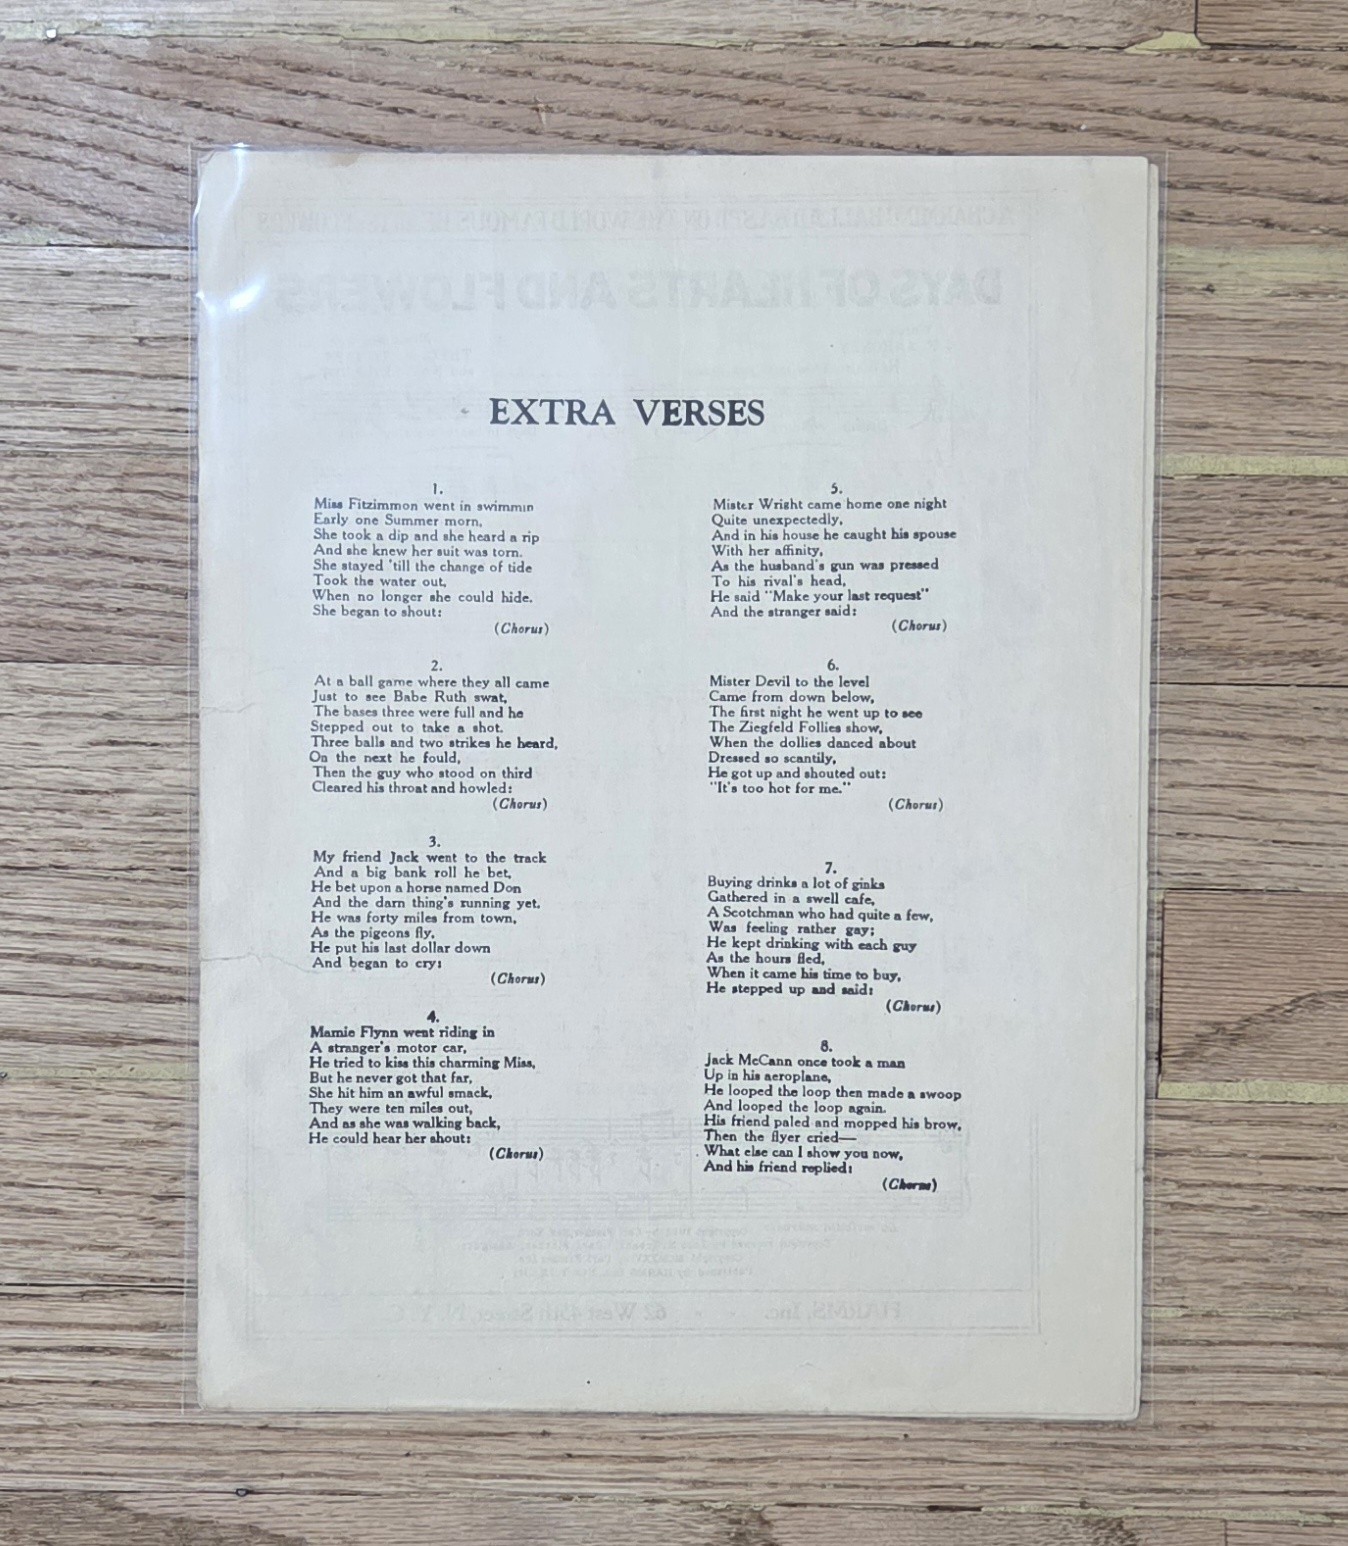 EXTRA VERSES
1.
Miss Fitzimmon went in swimmin
Early one Summer morn,
She took a dip and she heard a rip
And she knew her suit was torn.
She stayed 'till the change of tide
Took the water out,
When no longer she could hide.
She began to shout:
(Chorus)
2.
At a ball game where they all came
Just to see Babe Ruth swat,
The bases three were full and he
Stepped out to take a shot.
Three balls and two strikes he heard,
On the next he fould,
Then the guy who stood on third
Cleared his throat and howled:
(Chorus)
3.
My friend Jack went to the track
And a big bank roll he bet,
He bet upon a horse named Don
And the darn thing's running yet.
He was forty miles from town,
As the pigeons fly,
He put his last dollar down
And began to cry:
(Chorus)
4.
Mamie Flynn went riding in
A stranger's motor car,
He tried to kiss this charming Miss,
But he never got that far,
She hit him an awful smack,
They were ten miles out,
And as she was walking back,
He could hear her shout:
(Chorus)
5.
Mister Wright came home one night
Quite unexpectedly,
And in his house he caught his spouse
With her affinity,
As the husband's gun was pressed
To his rival's head,
He said "Make your last request"
And the stranger said:
(Chorus)
6.
Mister Devil to the level
Came from down below,
The first night he went up to see
The Ziegfeld Follies show,
When the dollies danced about
Dressed so scantily,
He got up and shouted out:
"It's too hot for me."
(Chorus)
7.
Buying drinks a lot of ginks
Gathered in a swell cafe,
A Scotchman who had quite a few,
Was feeling rather gay;
He kept drinking with each guy
As the hours fled,
When it came his time to buy,
He stepped up and said:
(Chorus)
8.
Jack McCann once took a man
Up in his aeroplane,
He looped the loop then made a swoop
And looped the loop again.
His friend paled and mopped his brow,
Then the flyer cried—
What else can I show you now,
And his friend replied:
(Chorus)
DAYS OF HEARTS AND FLOWERS
HARMS, Inc. 62 West 45th Street, N. Y. C.